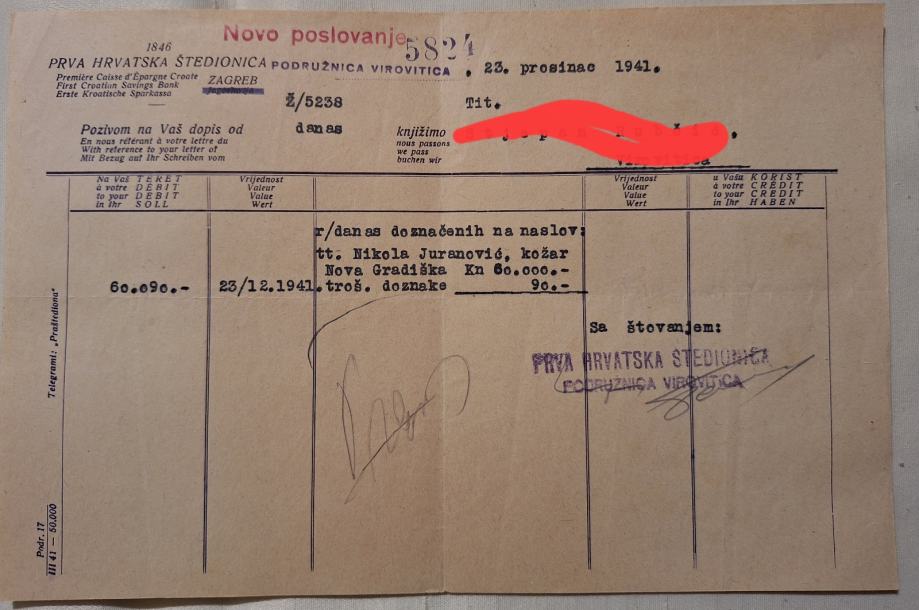 Novo poslovanje
5824
1846
PRVA HRVATSKA ŠTEDIONICA
PODRUŽNICA VIROVITICA, 23. prosinac 1941.
Première Caisse d'Épargne Croate
First Croatian Savings Bank
Erste Kroatische Sparkassa
ZAGREB
Ž/5238
Tit.
Pozivom na Vaš dopis od danas
En nous référant à votre lettre du
With reference to your letter of
Mit Bezug auf Ihr Schreiben vom
knjižimo
nous passons
we pass
buchen wir
Na Vaš TERET
à votre DÉBIT
to your DEBIT
in Ihr SOLL
Vrijednost
Valeur
Value
Wert
Vrijednost
Valeur
Value
Wert
u Vašu KORIST
à votre CRÉDIT
to your CREDIT
in Ihr HABEN
r/danas doznačenih na naslov:
tt. Nikola Juranović, kožar
Nova Gradiška Kn 60.000.-
60.090.- 23/12.1941. troš. doznake 90.-
Sa štovanjem:
PRVA HRVATSKA ŠTEDIONICA
PODRUŽNICA VIROVITICA
Telegrami: „Praštediona"
Podr. 17
III 41 — 50.000